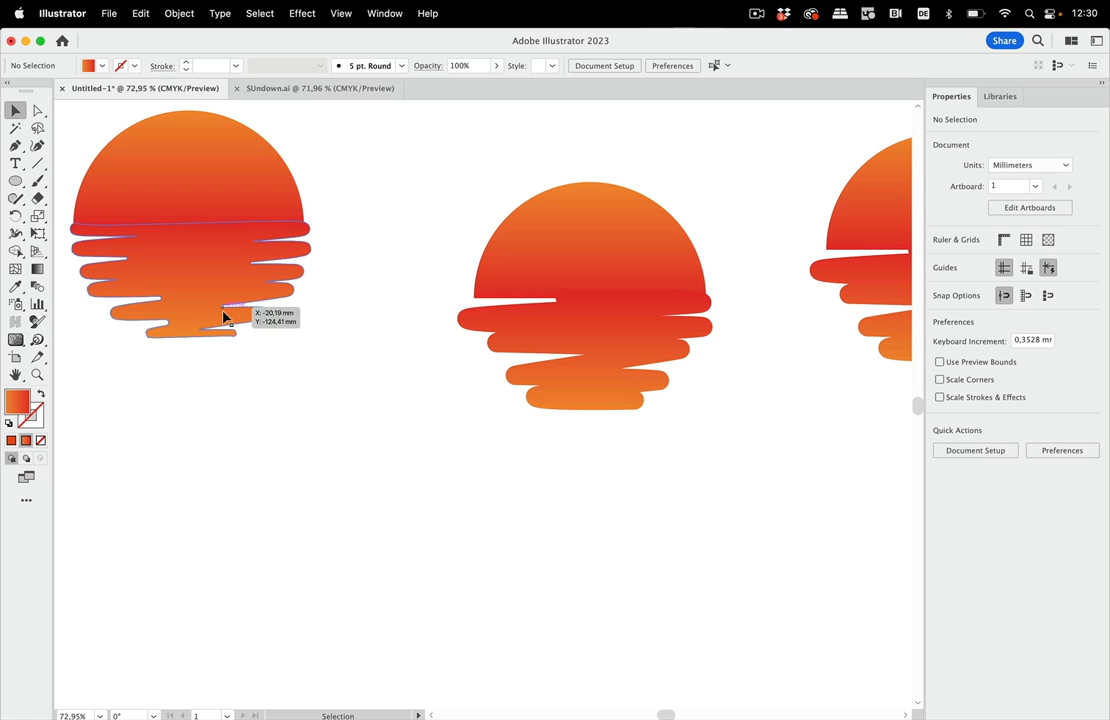 Illustrator File Edit Object Type Select Effect View Window Help 3 DE 12:30
Adobe Illustrator 2023 Share
No Selection Stroke: 5 pt. Round Opacity: 100% Style: Document Setup Preferences
Untitled-1* @ 72,95 % (CMYK/Preview) SUndown.ai @ 71,96 % (CMYK/Preview)
Properties Libraries
No Selection
Document
Units: Millimeters
Artboard: 1
Edit Artboards
Ruler & Grids
Guides
Snap Options
X: -20,19 mm
Y: -124,41 mm
Preferences
Keyboard Increment: 0,3528 mr
Use Preview Bounds
Scale Corners
Scale Strokes & Effects
Quick Actions
Document Setup Preferences
72,95% 0° 1 Selection